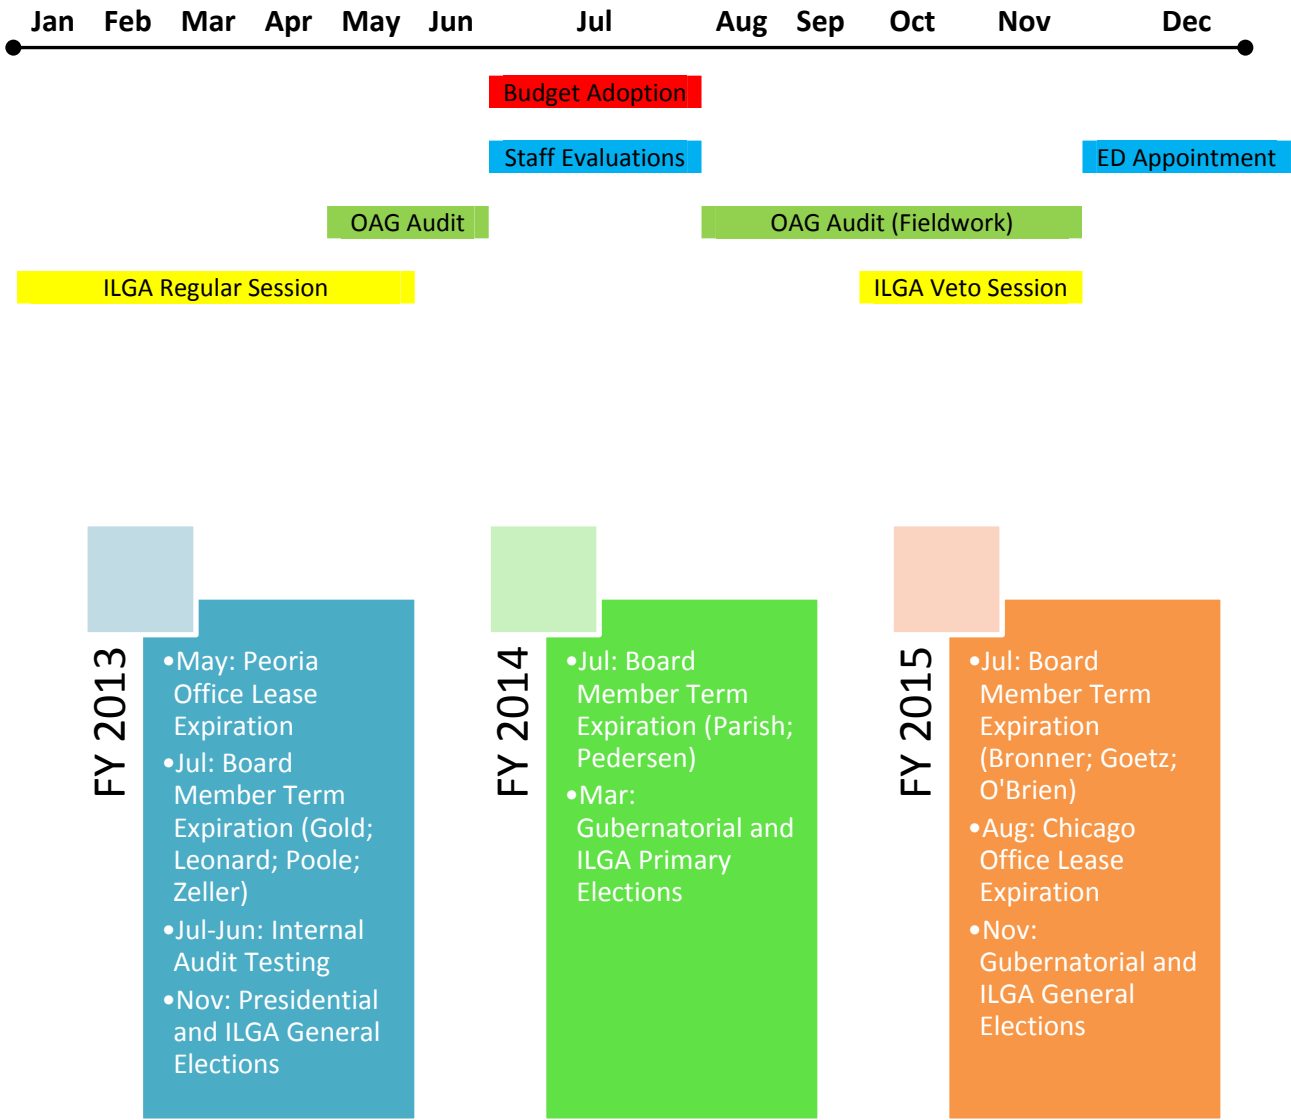 Jan Feb Mar Apr May Jun Jul Aug Sep Oct Nov Dec
Budget Adoption
Staff Evaluations
ED Appointment
OAG Audit
OAG Audit (Fieldwork)
ILGA Regular Session
ILGA Veto Session
FY 2013
•May: Peoria
Office Lease
Expiration
•Jul: Board
Member Term
Expiration (Gold;
Leonard; Poole;
Zeller)
•Jul-Jun: Internal
Audit Testing
•Nov: Presidential
and ILGA General
Elections
FY 2014
•Jul: Board
Member Term
Expiration (Parish;
Pedersen)
•Mar:
Gubernatorial and
ILGA Primary
Elections
FY 2015
•Jul: Board
Member Term
Expiration
(Bronner; Goetz;
O'Brien)
•Aug: Chicago
Office Lease
Expiration
•Nov:
Gubernatorial and
ILGA General
Elections